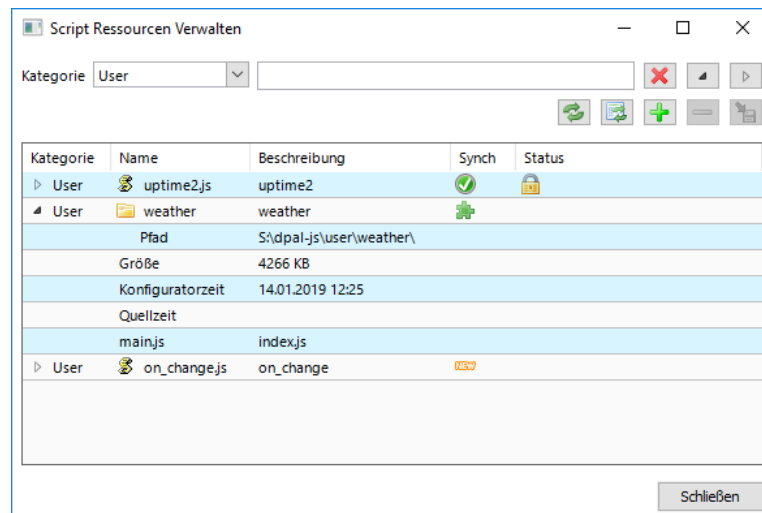 Script Ressourcen Verwalten
Kategorie User
Kategorie Name Beschreibung Synch Status
User uptime2.js uptime2
User weather weather
Pfad S:\dpal-js\user\weather\
Größe 4266 KB
Konfiguratorzeit 14.01.2019 12:25
Quellzeit
main.js index.js
User on_change.js on_change NEW
Schließen